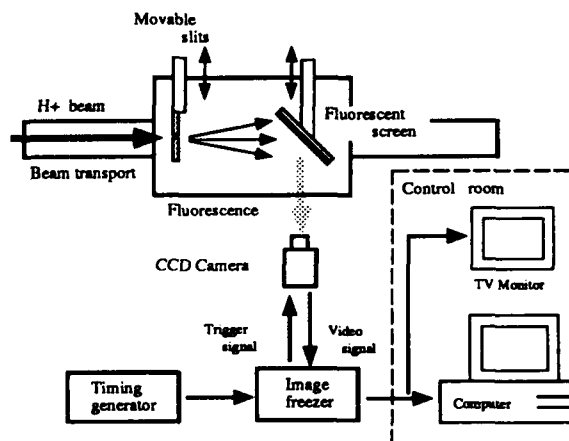 Movable
slits
H+ beam
Fluorescent
screen
Beam transport
Fluorescence
Control room
CCD Camera
TV Monitor
Trigger
signal
Video
signal
Timing
generator
Image
freezer
Computer